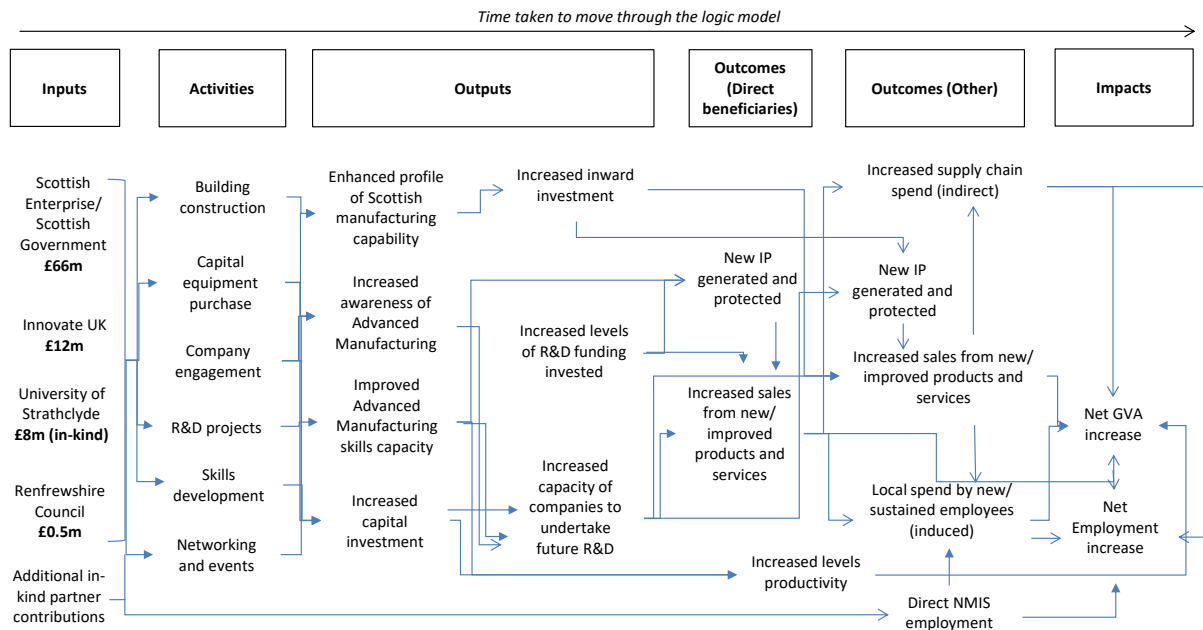 Time taken to move through the logic model
Inputs
Activities
Outputs
Outcomes
(Direct
beneficiaries)
Outcomes (Other)
Impacts
Scottish
Enterprise/
Scottish
Government
£66m
Innovate UK
£12m
University of
Strathclyde
£8m (in-kind)
Renfrewshire
Council
£0.5m
Additional in-
kind partner
contributions
Building
construction
Capital
equipment
purchase
Company
engagement
R&D projects
Skills
development
Networking
and events
Enhanced profile
of Scottish
manufacturing
capability
Increased
awareness of
Advanced
Manufacturing
Improved
Advanced
Manufacturing
skills capacity
Increased
capital
investment
Increased inward
investment
Increased levels
of R&D funding
invested
Increased
capacity of
companies to
undertake
future R&D
New IP
generated and
protected
Increased sales
from new/
improved
products and
services
Increased levels
productivity
Increased supply chain
spend (indirect)
New IP
generated and
protected
Increased sales from new/
improved products and
services
Local spend by new/
sustained employees
(induced)
Direct NMIS
employment
Net GVA
increase
Net
Employment
increase